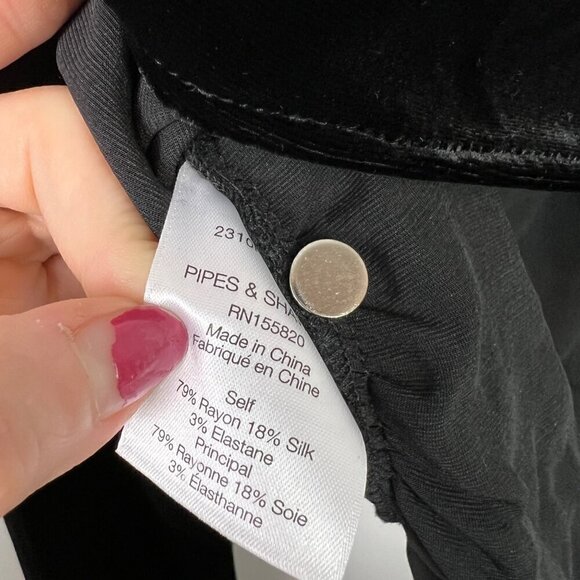 2310
PIPES & SHA
RN155820
Made in China
Fabriqué en Chine
Self
79% Rayon 18% Silk
3% Elastane
Principal
79% Rayonne 18% Soie
3% Élasthanne